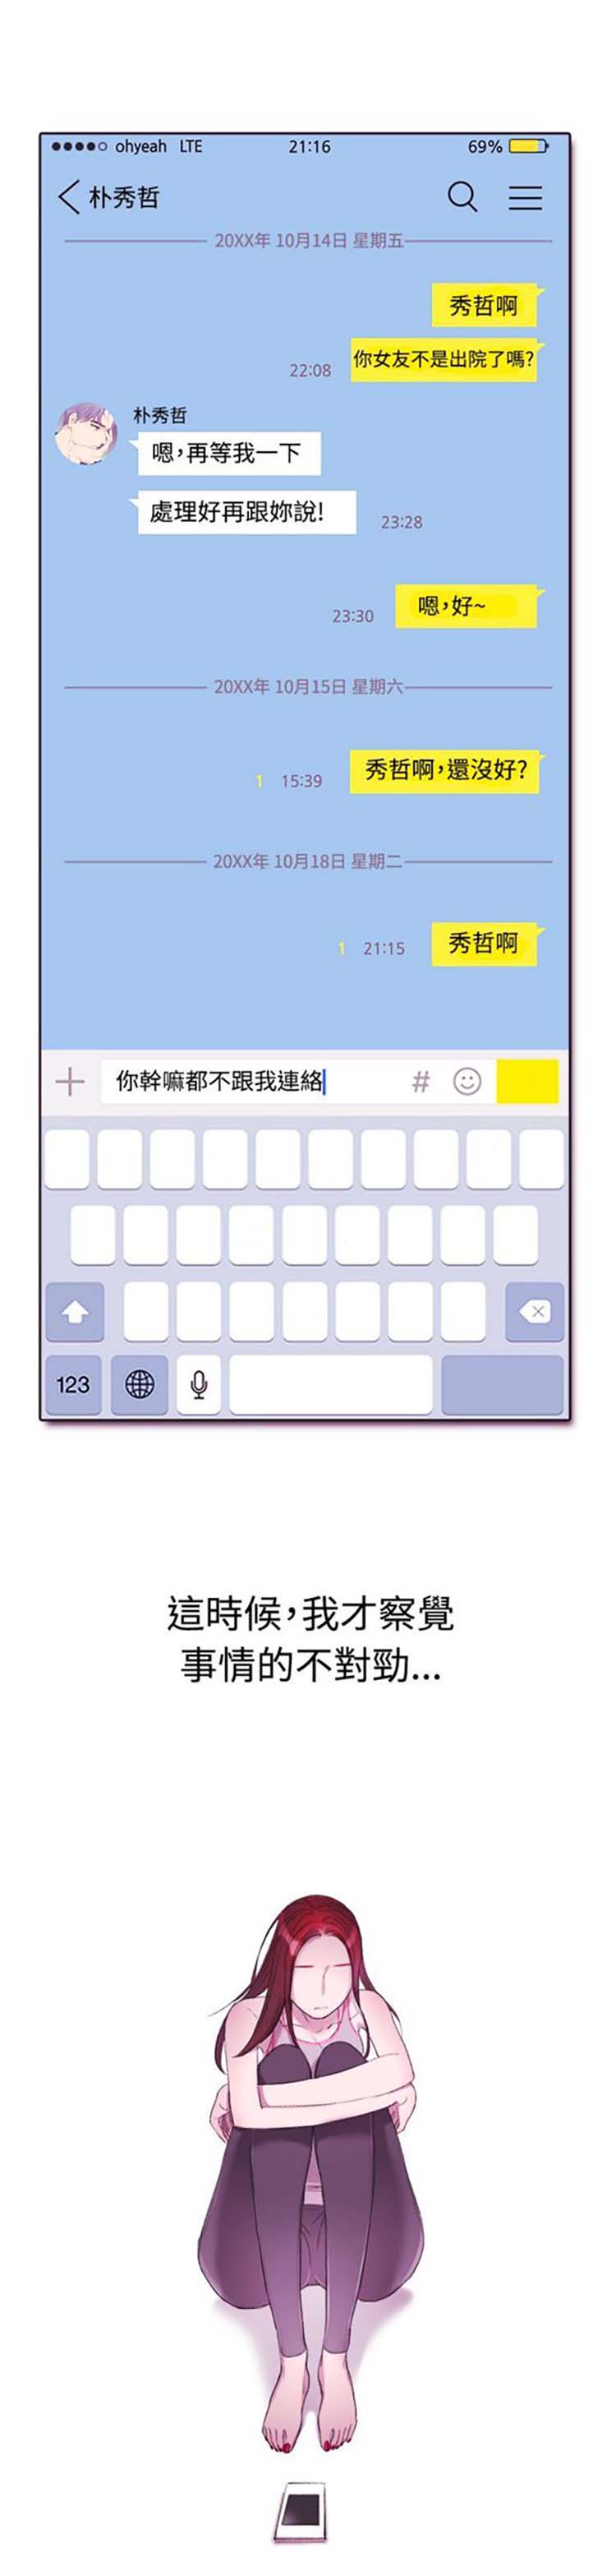 ohyeah LTE 21:16 69%
朴秀哲
20XX年 10月14日 星期五
秀哲啊
你女友不是出院了嗎?
22:08
朴秀哲
嗯,再等我一下
處理好再跟妳說!
23:28
嗯,好~
23:30
20XX年 10月15日 星期六
秀哲啊,還沒好?
1 15:39
20XX年 10月18日 星期二
秀哲啊
1 21:15
你幹嘛都不跟我連絡
#
123
這時候,我才察覺
事情的不對勁...